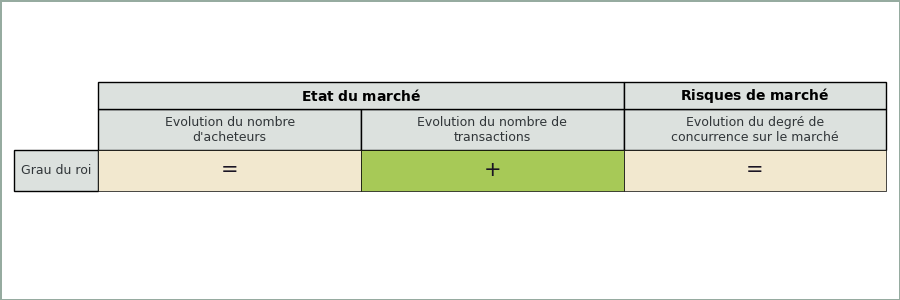 Etat du marché
Risques de marché
Evolution du nombre
d'acheteurs
Evolution du nombre de
transactions
Evolution du degré de
concurrence sur le marché
Grau du roi
=
+
=